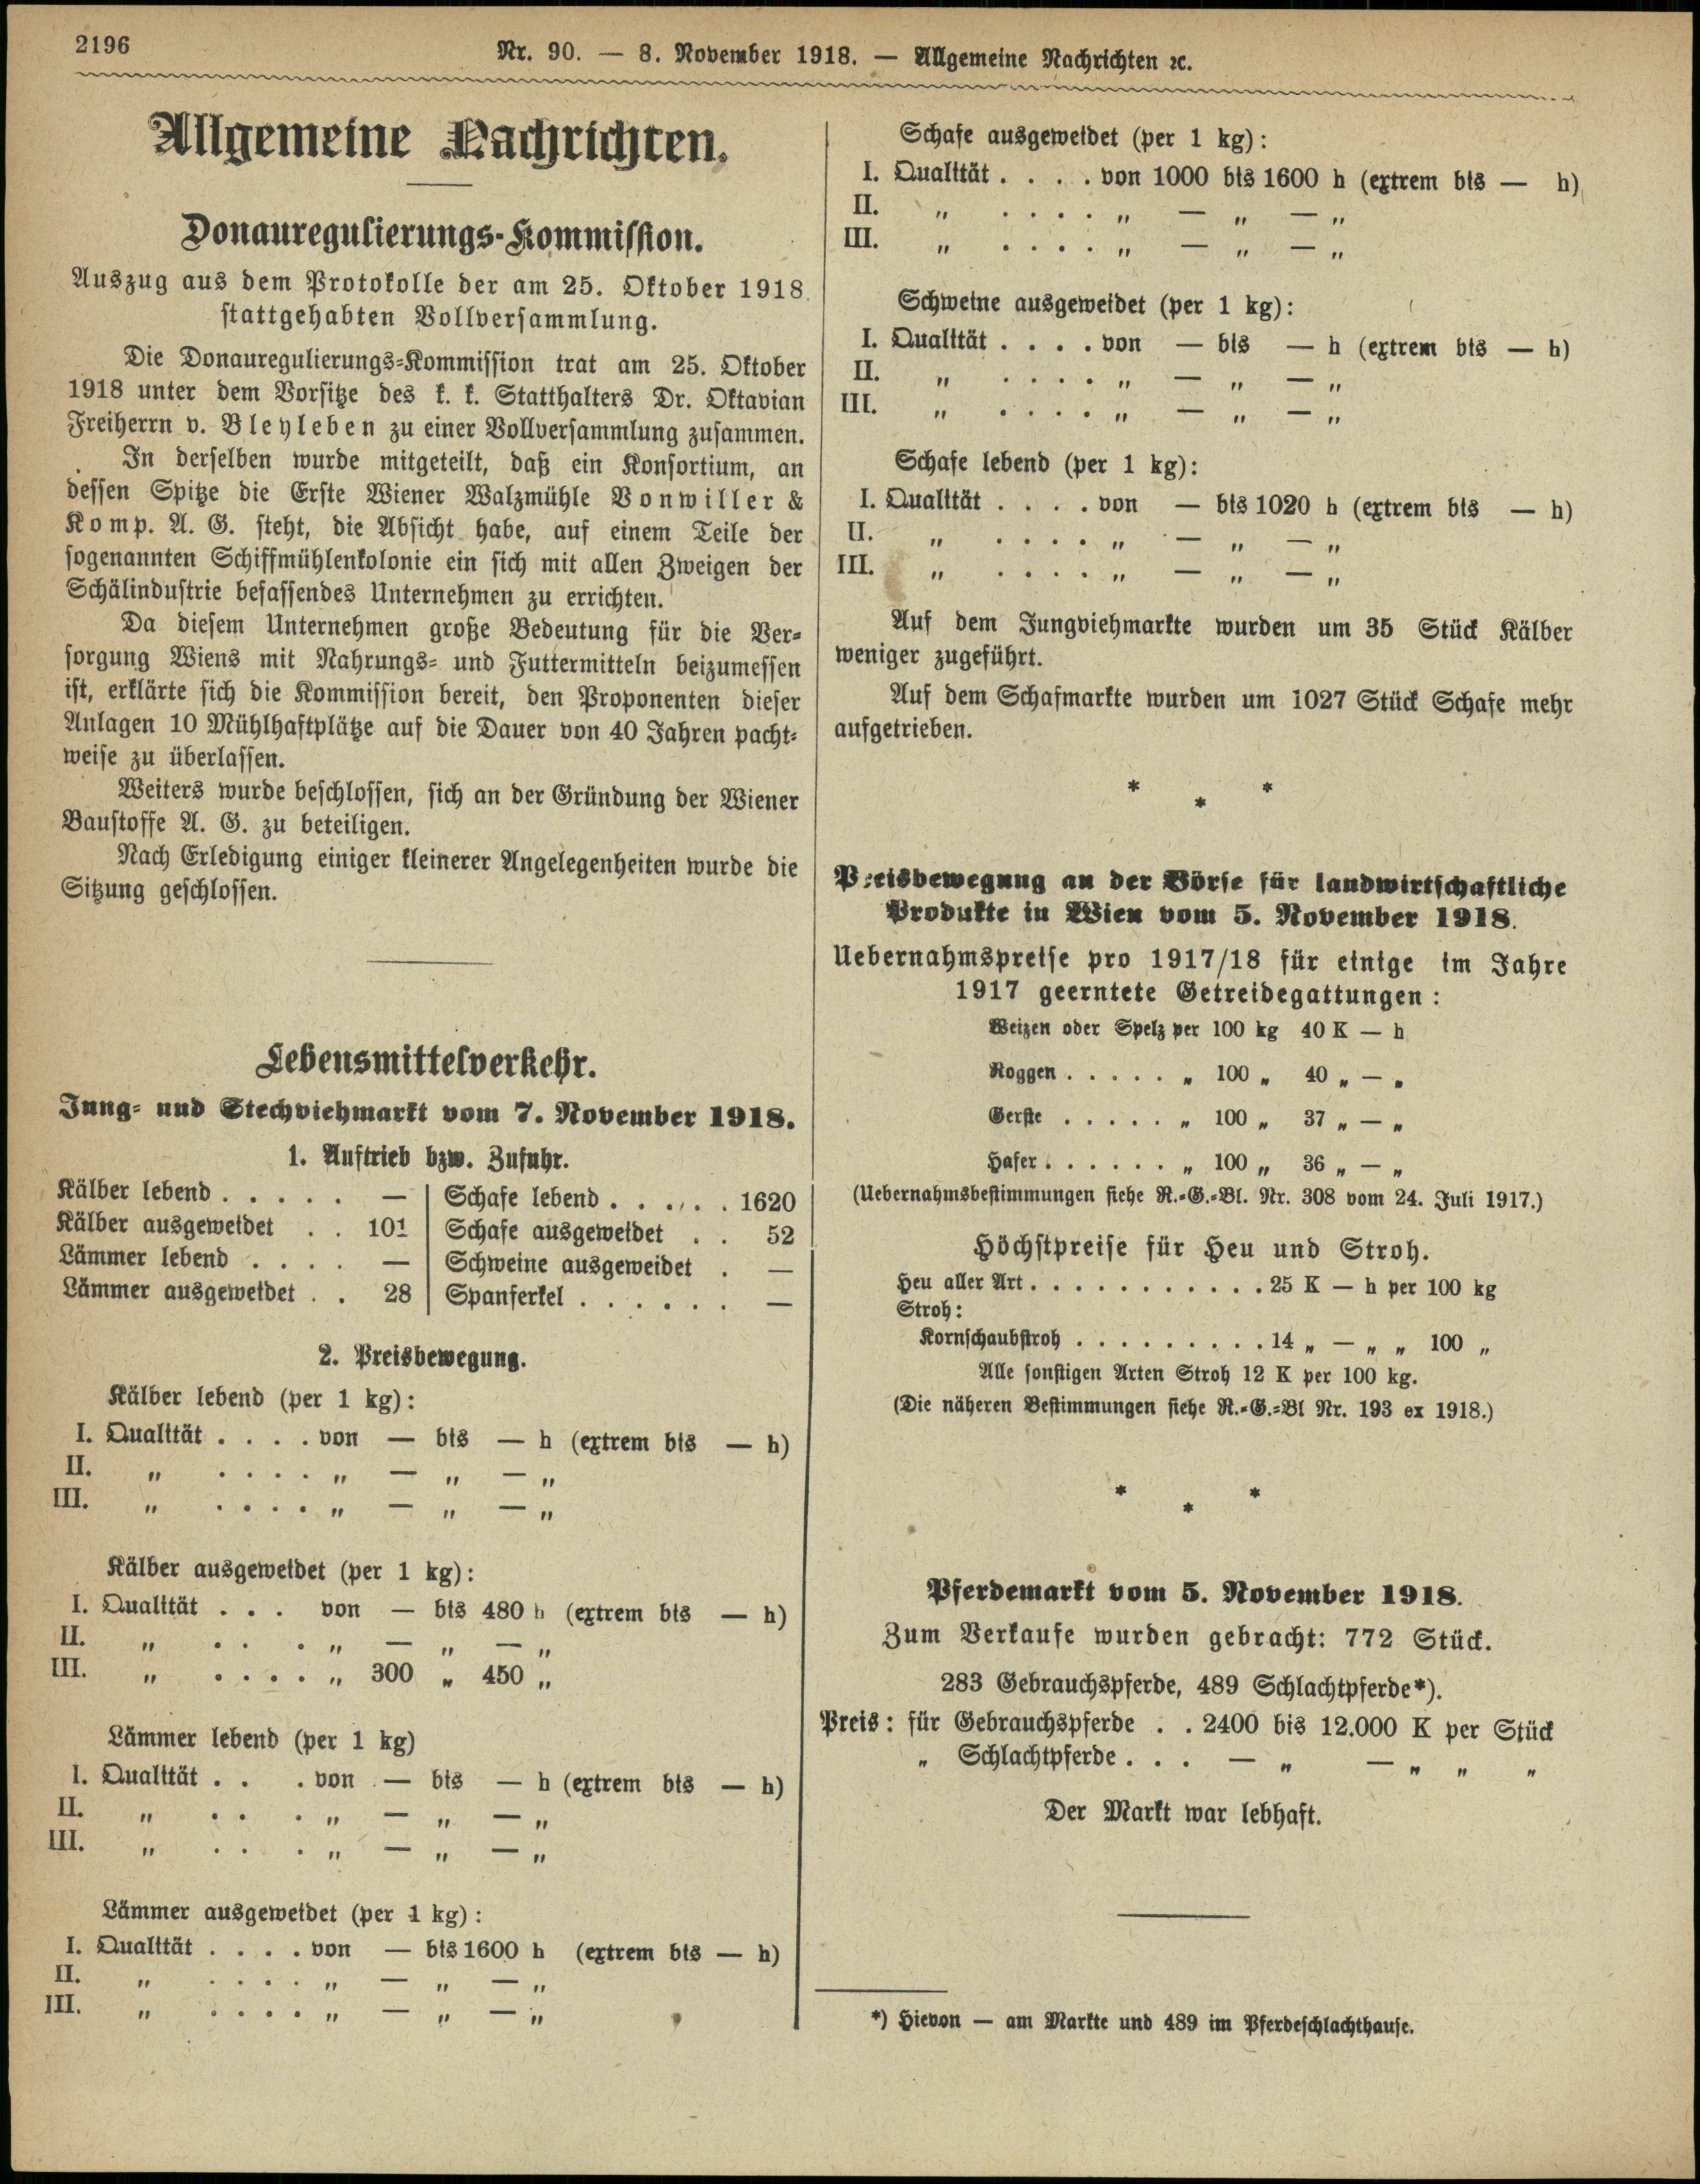 2196
Nr. 90. — 8. November 1918. — Allgemeine Nachrichten ꝛc.
Allgemeine Nachrichten.
Donauregulierungs-Kommission.
Auszug aus dem Protokolle der am 25. Oktober 1918
stattgehabten Vollversammlung.
Die Donauregulierungs-Kommission trat am 25. Oktober
1918 unter dem Vorsitze des k. k. Statthalters Dr. Oktavian
Freiherrn v. Bleyleben zu einer Vollversammlung zusammen.
In derselben wurde mitgeteilt, daß ein Konsortium, an
dessen Spitze die Erste Wiener Walzmühle Vonwiller &
Komp. A. G. steht, die Absicht habe, auf einem Teile der
sogenannten Schiffmühlenkolonie ein sich mit allen Zweigen der
Schälindustrie befassendes Unternehmen zu errichten.
Da diesem Unternehmen große Bedeutung für die Ver-
sorgung Wiens mit Nahrungs- und Futtermitteln beizumessen
ist, erklärte sich die Kommission bereit, den Proponenten dieser
Anlagen 10 Mühlhaftplätze auf die Dauer von 40 Jahren pacht-
weise zu überlassen.
Weiters wurde beschlossen, sich an der Gründung der Wiener
Baustoffe A. G. zu beteiligen.
Nach Erledigung einiger kleinerer Angelegenheiten wurde die
Sitzung geschlossen.
Lebensmittelverkehr.
Jung- und Stechviehmarkt vom 7. November 1918.
1. Auftrieb bzw. Zufuhr.
Kälber lebend . . . . . — | Schafe lebend . . . . . 1620
Kälber ausgeweidet . . 101 | Schafe ausgeweidet . . 52
Lämmer lebend . . . . — | Schweine ausgeweidet . —
Lämmer ausgeweidet . . 28 | Spanferkel . . . . . . —
2. Preisbewegung.
Kälber lebend (per 1 kg):
I. Qualität . . . . von — bis — h (extrem bis — h)
II. „ . . . . „ — „ — „
III. „ . . . . „ — „ — „
Kälber ausgeweidet (per 1 kg):
I. Qualität . . . von — bis 480 h (extrem bis — h)
II. „ . . . „ — „ — „
III. „ . . . . „ 300 „ 450 „
Lämmer lebend (per 1 kg)
I. Qualität . . . von — bis — h (extrem bis — h)
II. „ . . . „ — „ — „
III. „ . . . „ — „ — „
Lämmer ausgeweidet (per 1 kg):
I. Qualität . . . . von — bis 1600 h (extrem bis — h)
II. „ . . . . „ — „ — „
III. „ . . . . „ — „ — „
Schafe ausgeweidet (per 1 kg):
I. Qualität . . . . von 1000 bis 1600 h (extrem bis — h)
II. „ . . . . „ — „ — „
III. „ . . . . „ — „ — „
Schweine ausgeweidet (per 1 kg):
I. Qualität . . . . von — bis — h (extrem bis — h)
II. „ . . . . „ — „ — „
III. „ . . . . „ — „ — „
Schafe lebend (per 1 kg):
I. Qualität . . . . von — bis 1020 h (extrem bis — h)
II. „ . . . . „ — „ — „
III. „ . . . . „ — „ — „
Auf dem Jungviehmarkte wurden um 35 Stück Kälber
weniger zugeführt.
Auf dem Schafmarkte wurden um 1027 Stück Schafe mehr
aufgetrieben.
* * *
Preisbewegung an der Börse für landwirtschaftliche
Produkte in Wien vom 5. November 1918.
Uebernahmspreise pro 1917/18 für einige im Jahre
1917 geerntete Getreidegattungen:
Weizen oder Spelz per 100 kg 40 K — h
Roggen . . . . . „ 100 „ 40 „ — „
Gerste . . . . . „ 100 „ 37 „ — „
Hafer . . . . . . „ 100 „ 36 „ — „
(Uebernahmsbestimmungen siehe R.-G.-Bl. Nr. 308 vom 24. Juli 1917.)
Höchstpreise für Heu und Stroh.
Heu aller Art . . . . . . . . . . . 25 K — h per 100 kg
Stroh:
Kornschaubstroh . . . . . . . . . 14 „ — „ „ 100 „
Alle sonstigen Arten Stroh 12 K per 100 kg.
(Die näheren Bestimmungen siehe R.-G.-Bl Nr. 193 ex 1918.)
* * *
Pferdemarkt vom 5. November 1918.
Zum Verkaufe wurden gebracht: 772 Stück.
283 Gebrauchspferde, 489 Schlachtpferde*).
Preis: für Gebrauchspferde . . 2400 bis 12.000 K per Stück
„ Schlachtpferde . . . — „ — „ „ „
Der Markt war lebhaft.
*) Hievon — am Markte und 489 im Pferdeschlachthause.